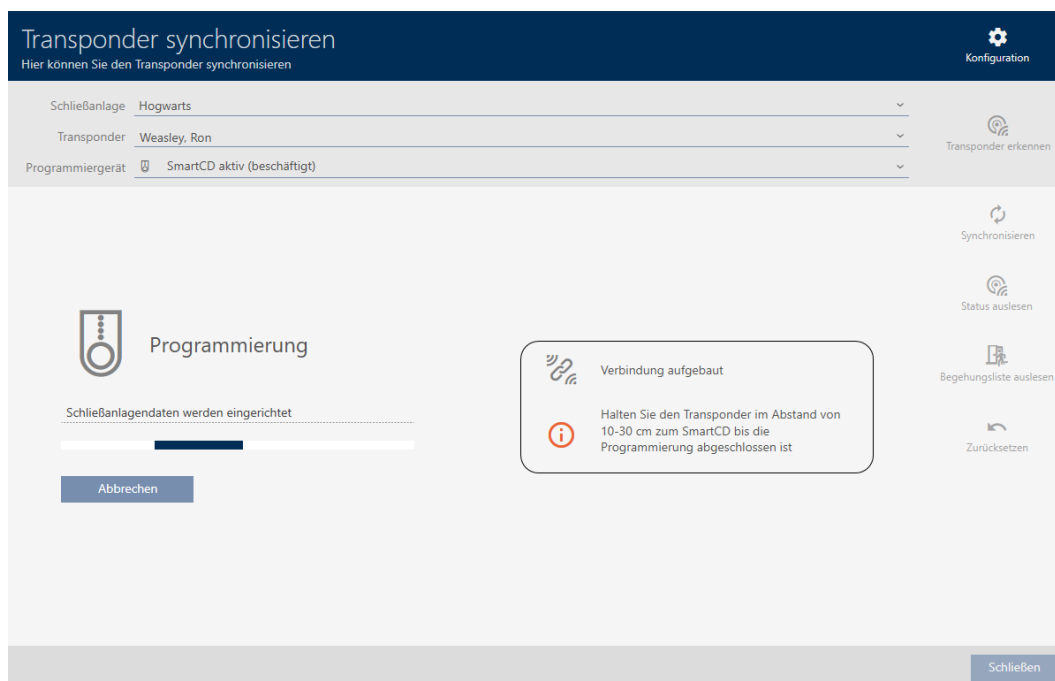 Transponder synchronisieren
Hier können Sie den Transponder synchronisieren
Konfiguration
Schließanlage Hogwarts
Transponder Weasley, Ron
Programmiergerät SmartCD aktiv (beschäftigt)
Transponder erkennen
Synchronisieren
Status auslesen
Begehungsliste auslesen
Zurücksetzen
Programmierung
Schließanlagendaten werden eingerichtet
Abbrechen
Verbindung aufgebaut
Halten Sie den Transponder im Abstand von
10-30 cm zum SmartCD bis die
Programmierung abgeschlossen ist
Schließen